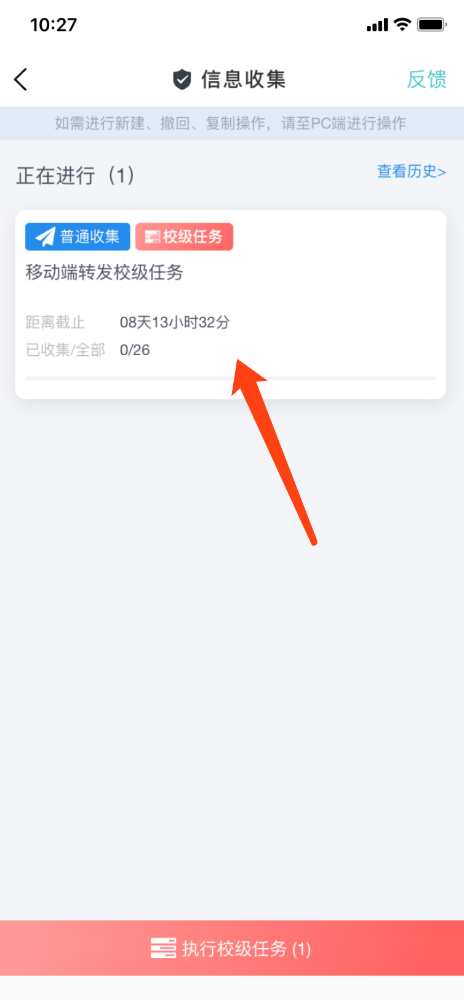 10:27
信息收集
反馈
如需进行新建、撤回、复制操作，请至PC端进行操作
正在进行（1）
查看历史>
普通收集 校级任务
移动端转发校级任务
距离截止 08天13小时32分
已收集/全部 0/26
执行校级任务 (1)